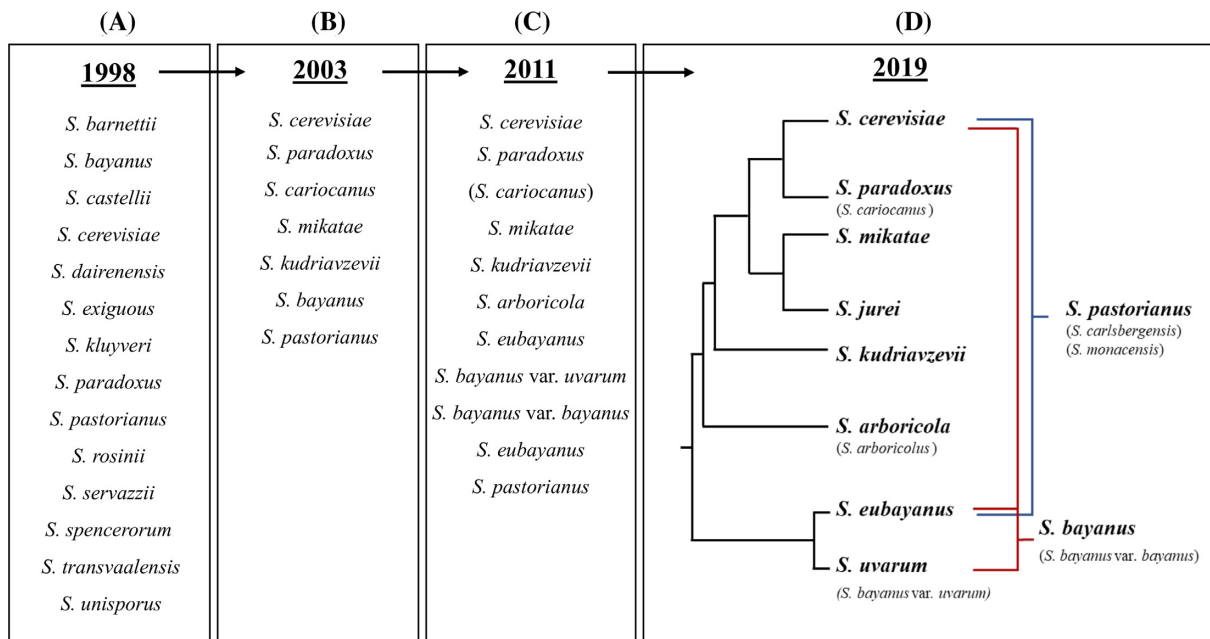 (A)
1998
S. barnettii
S. bayanus
S. castellii
S. cerevisiae
S. dairenensis
S. exiguous
S. kluyveri
S. paradoxus
S. pastorianus
S. rosinii
S. servazzii
S. spencerorum
S. transvaalensis
S. unisporus
(B)
2003
S. cerevisiae
S. paradoxus
S. cariocanus
S. mikatae
S. kudriavzevii
S. bayanus
S. pastorianus
(C)
2011
S. cerevisiae
S. paradoxus
(S. cariocanus)
S. mikatae
S. kudriavzevii
S. arboricola
S. eubayanus
S. bayanus var. uvarum
S. bayanus var. bayanus
S. eubayanus
S. pastorianus
(D)
2019
S. cerevisiae
S. paradoxus
(S. cariocanus )
S. mikatae
S. jurei
S. kudriavzevii
S. arboricola
(S. arboricolus )
S. eubayanus
S. uvarum
(S. bayanus var. uvarum)
S. pastorianus
(S. carlsbergensis)
(S. monacensis)
S. bayanus
(S. bayanus var. bayanus)